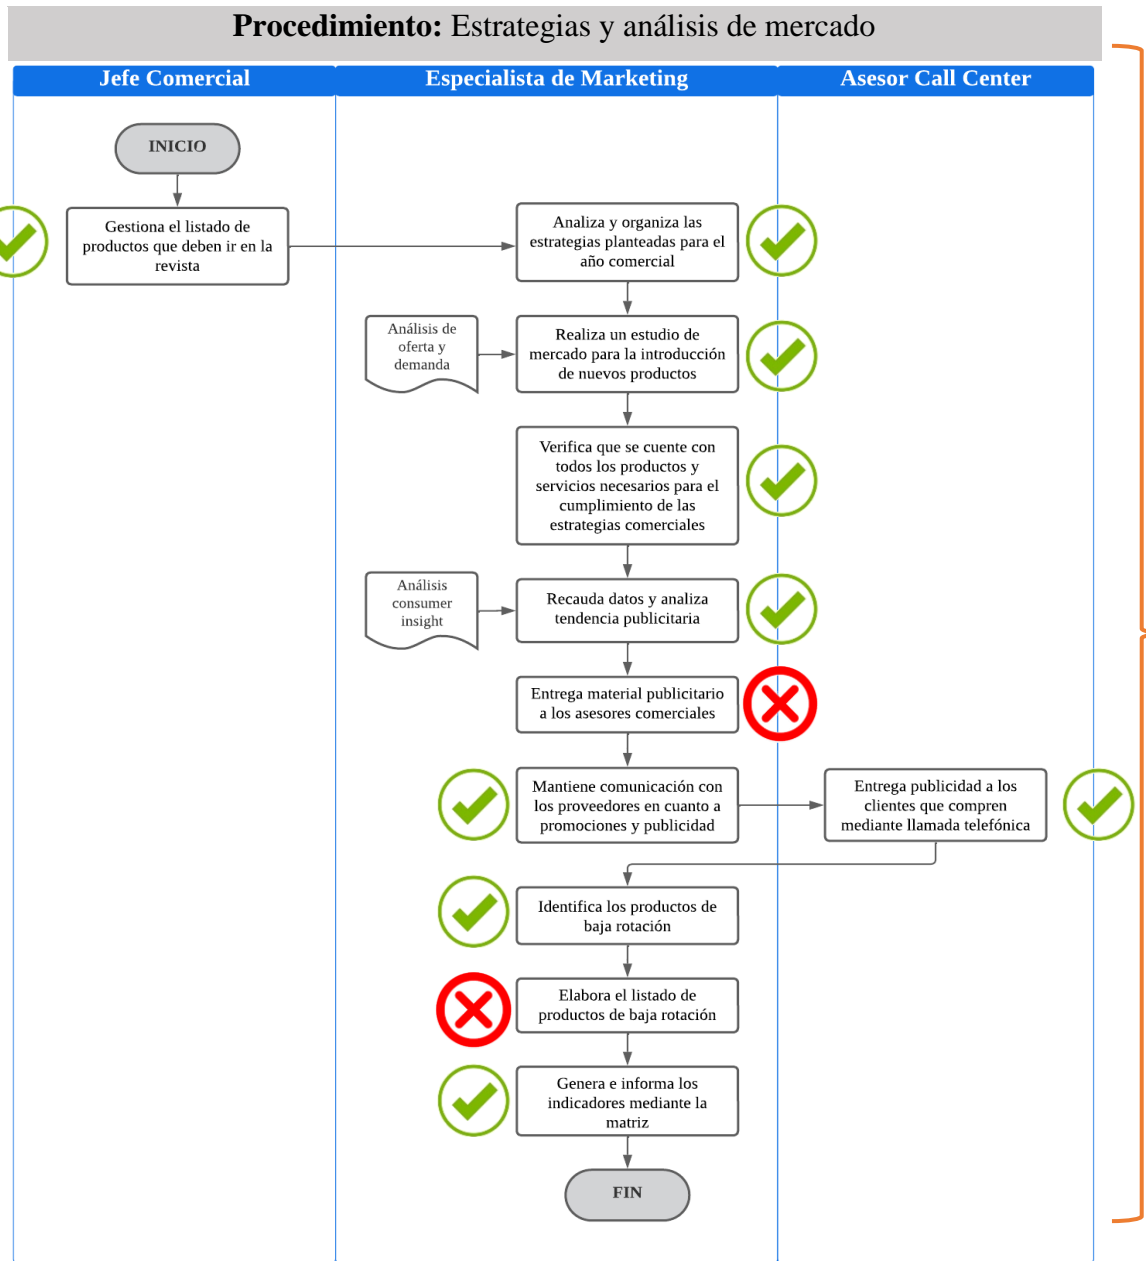 Procedimiento: Estrategias y análisis de mercado
Jefe Comercial
Especialista de Marketing
Asesor Call Center
INICIO
Gestiona el listado de
productos que deben ir en la
revista
Analiza y organiza las
estrategias planteadas para el
año comercial
Análisis de
oferta y
demanda
Realiza un estudio de
mercado para la introducción
de nuevos productos
Verifica que se cuente con
todos los productos y
servicios necesarios para el
cumplimiento de las
estrategias comerciales
Análisis
consumer
insight
Recauda datos y analiza
tendencia publicitaria
Entrega material publicitario
a los asesores comerciales
Mantiene comunicación con
los proveedores en cuanto a
promociones y publicidad
Entrega publicidad a los
clientes que compren
mediante llamada telefónica
Identifica los productos de
baja rotación
Elabora el listado de
productos de baja rotación
Genera e informa los
indicadores mediante la
matriz
FIN